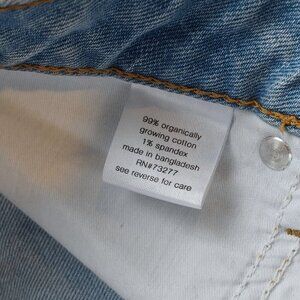 99% organically
growing cotton
1% spandex
made in bangladesh
RN#73277
see reverse for care